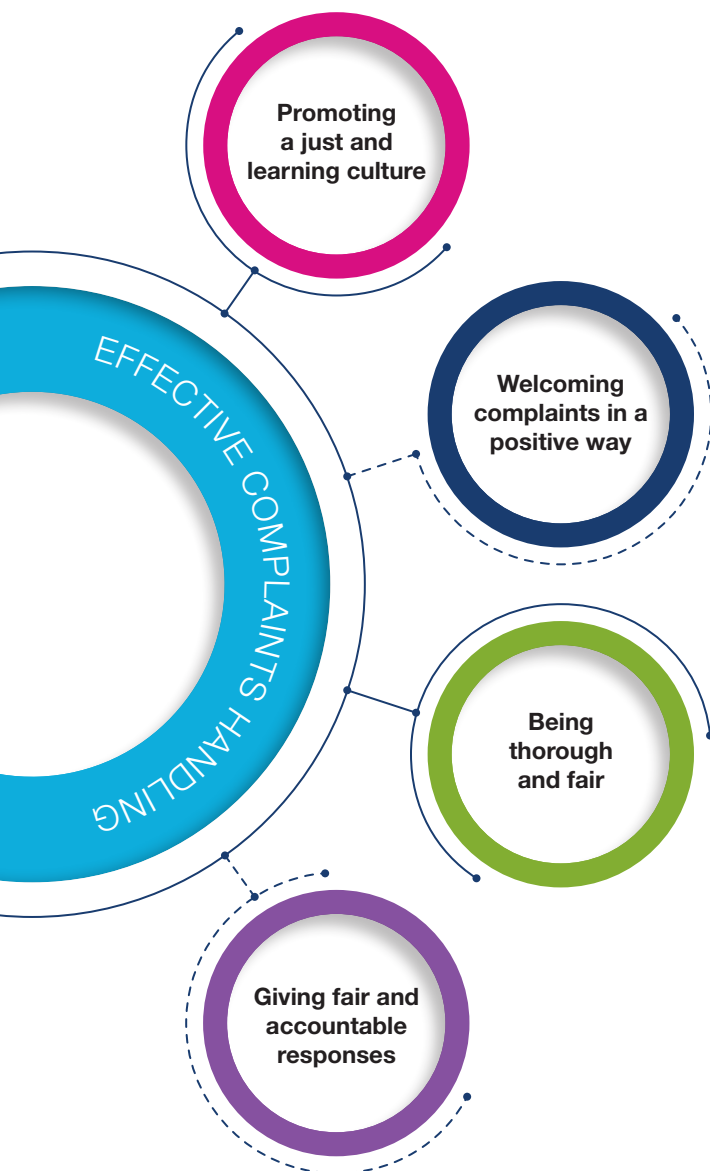 Promoting
a just and
learning culture
EFFECTIVE COMPLAINTS HANDLING
Welcoming
complaints in a
positive way
Being
thorough
and fair
Giving fair and
accountable
responses